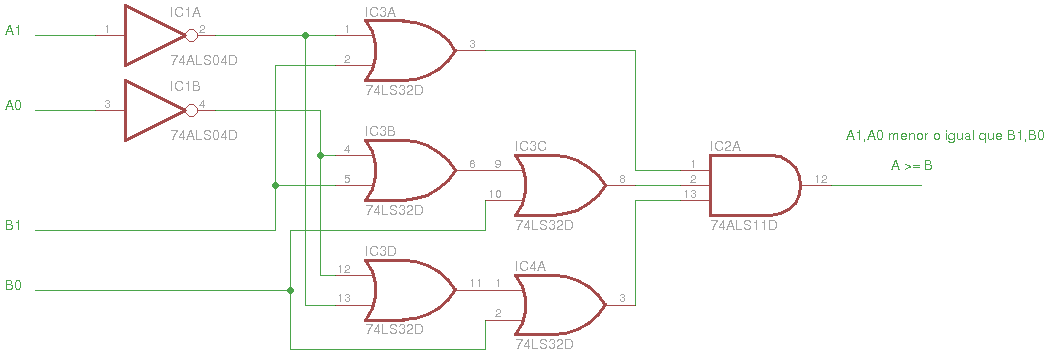 IC1A
IC3A
A1
1
2
1
3
2
74ALS04D
IC1B
74LS32D
A0
3
4
74ALS04D
IC3B
A1,A0 menor o igual que B1,B0
4
IC3C
IC2A
5
6
9
1
A >= B
8
2
12
10
13
74LS32D
B1
74LS32D
74ALS11D
IC3D
12
IC4A
B0
11
1
13
3
2
74LS32D
74LS32D